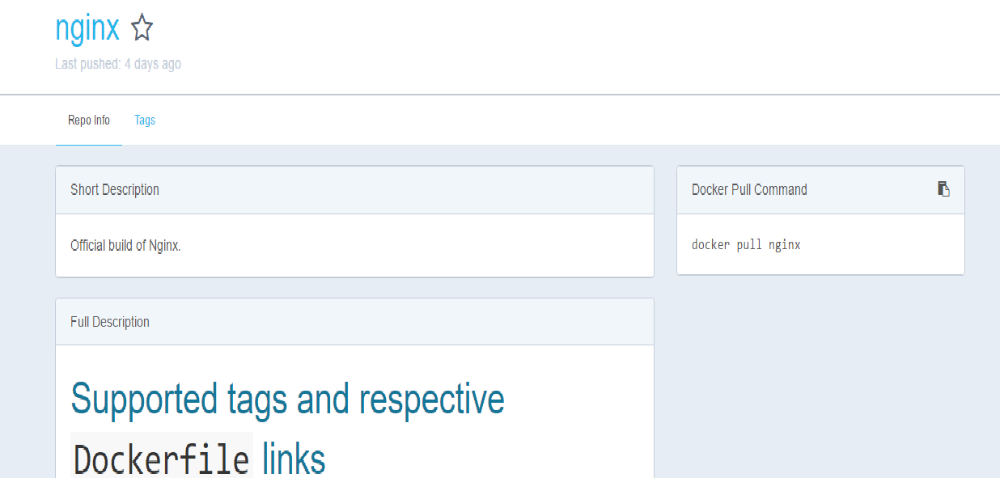 nginx
Last pushed: 4 days ago
Repo Info
Tags
Short Description
Official build of Nginx.
Docker Pull Command
docker pull nginx
Full Description
Supported tags and respective
Dockerfile links